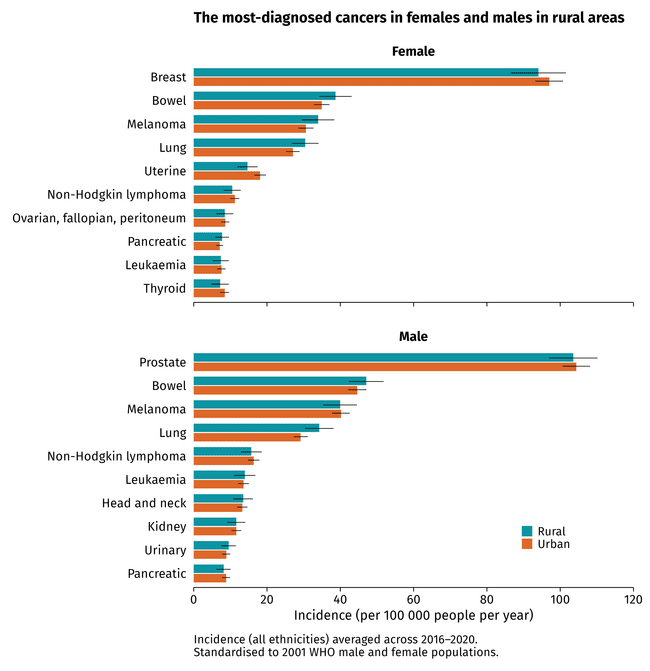 The most-diagnosed cancers in females and males in rural areas
Female
Breast
Bowel
Melanoma
Lung
Uterine
Non-Hodgkin lymphoma
Ovarian, fallopian, peritoneum
Pancreatic
Leukaemia
Thyroid
Male
Prostate
Bowel
Melanoma
Lung
Non-Hodgkin lymphoma
Leukaemia
Head and neck
Kidney
Urinary
Pancreatic
Rural
Urban
0 20 40 60 80 100 120
Incidence (per 100 000 people per year)
Incidence (all ethnicities) averaged across 2016–2020.
Standardised to 2001 WHO male and female populations.